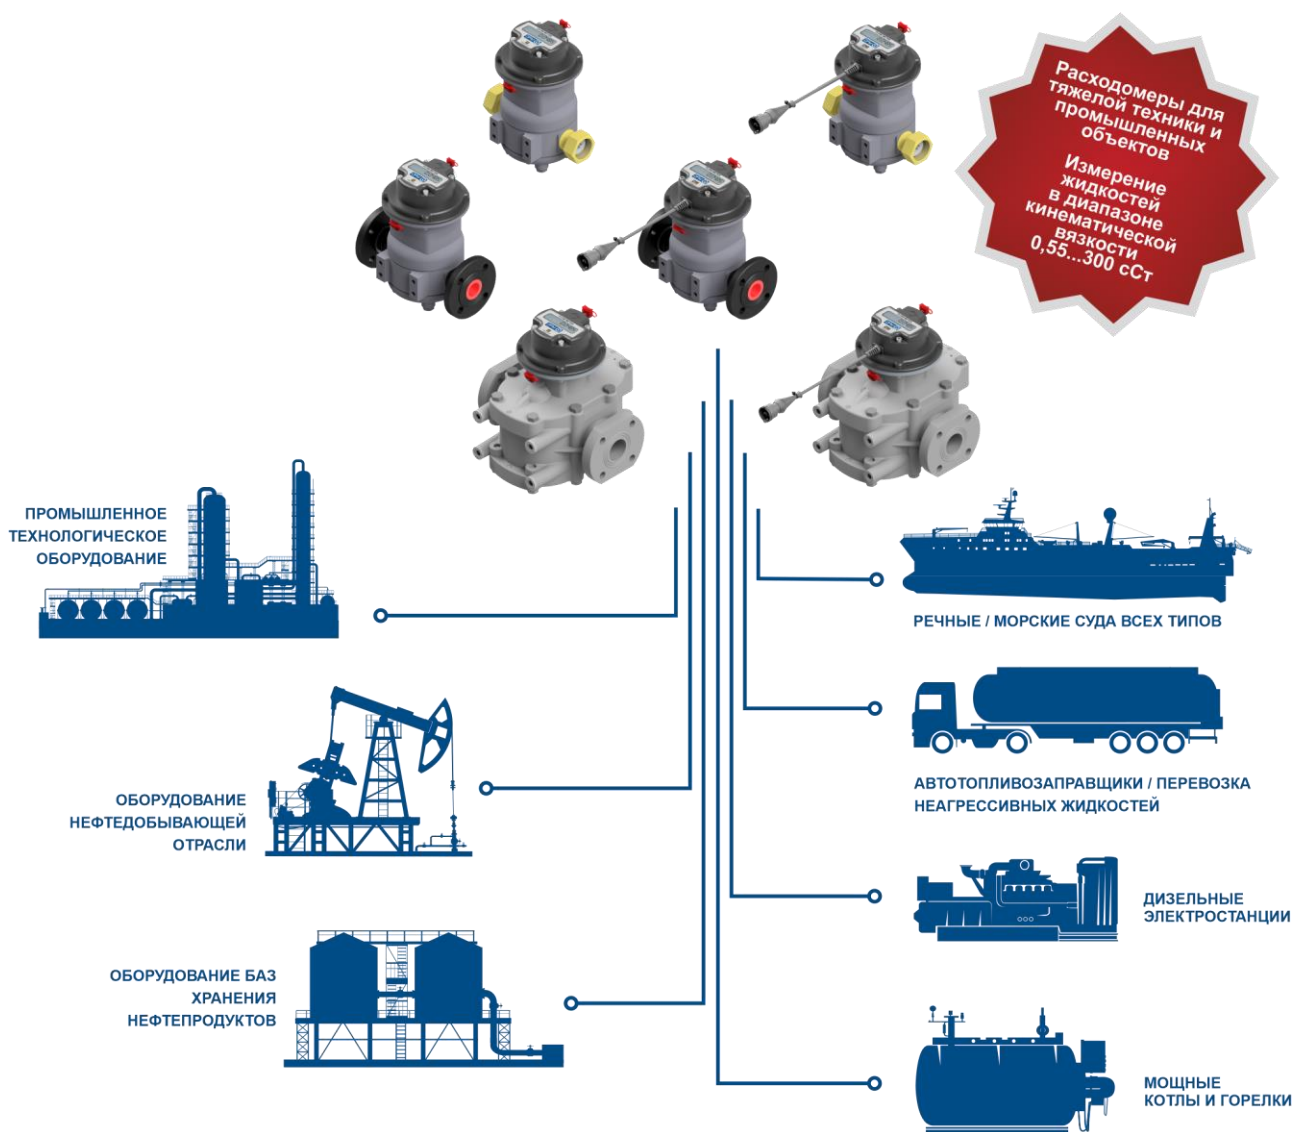 Расходомеры для
тяжелой техники и
промышленных
объектов
Измерение
жидкостей
в диапазоне
кинематической
вязкости
0,55...300 сСт
ПРОМЫШЛЕННОЕ
ТЕХНОЛОГИЧЕСКОЕ
ОБОРУДОВАНИЕ
РЕЧНЫЕ / МОРСКИЕ СУДА ВСЕХ ТИПОВ
ОБОРУДОВАНИЕ
НЕФТЕДОБЫВАЮЩЕЙ
ОТРАСЛИ
АВТОТОПЛИВОЗАПРАВЩИКИ / ПЕРЕВОЗКА
НЕАГРЕССИВНЫХ ЖИДКОСТЕЙ
ДИЗЕЛЬНЫЕ
ЭЛЕКТРОСТАНЦИИ
ОБОРУДОВАНИЕ БАЗ
ХРАНЕНИЯ
НЕФТЕПРОДУКТОВ
МОЩНЫЕ
КОТЛЫ И ГОРЕЛКИ